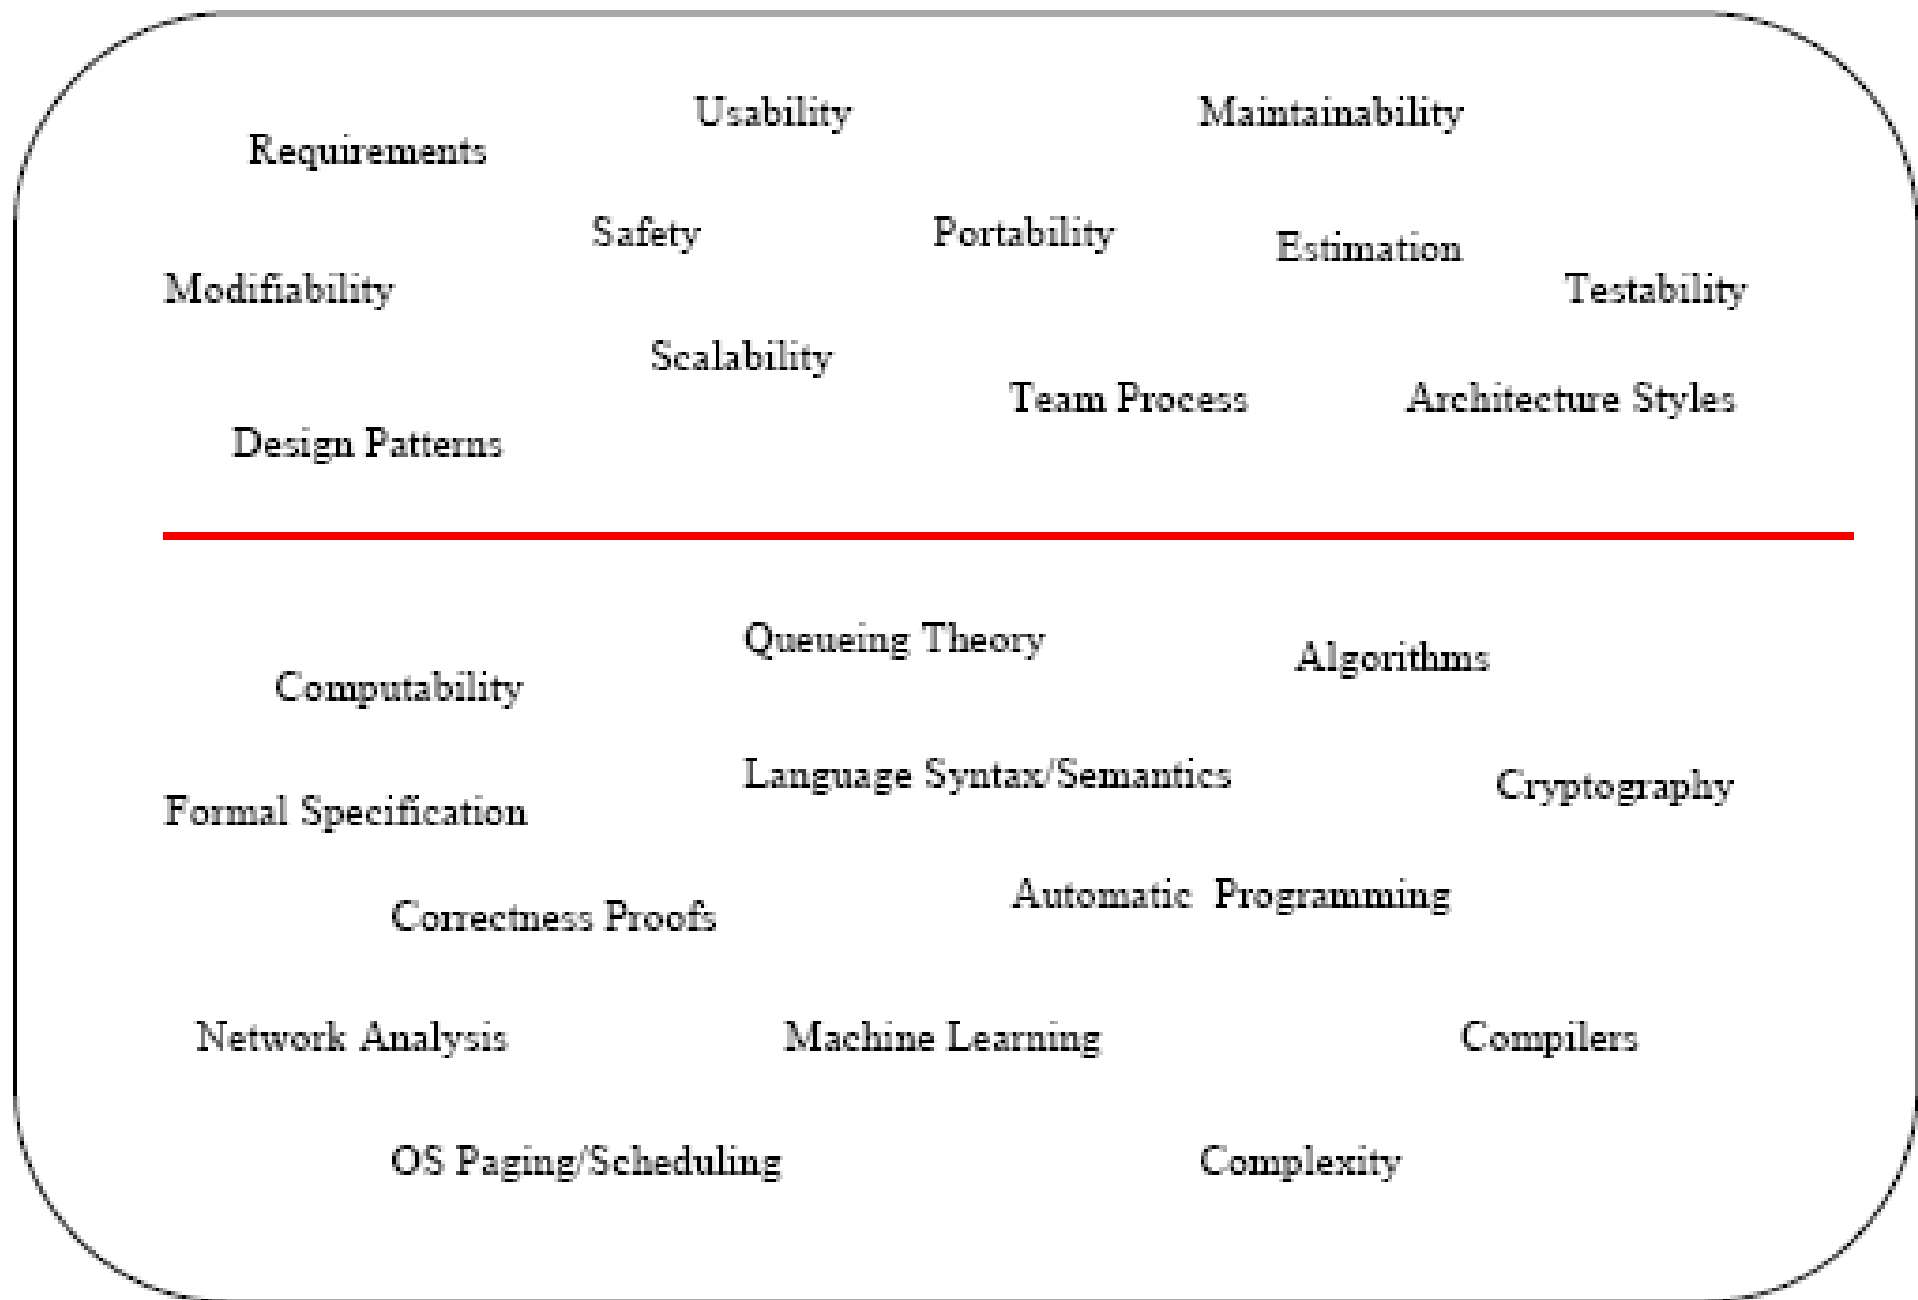 Usability
Maintainability
Requirements
Safety
Portability
Estimation
Modifiability
Testability
Scalability
Team Process
Architecture Styles
Design Patterns
Queueing Theory
Algorithms
Computability
Language Syntax/Semantics
Cryptography
Formal Specification
Automatic Programming
Correctness Proofs
Network Analysis
Machine Learning
Compilers
OS Paging/Scheduling
Complexity